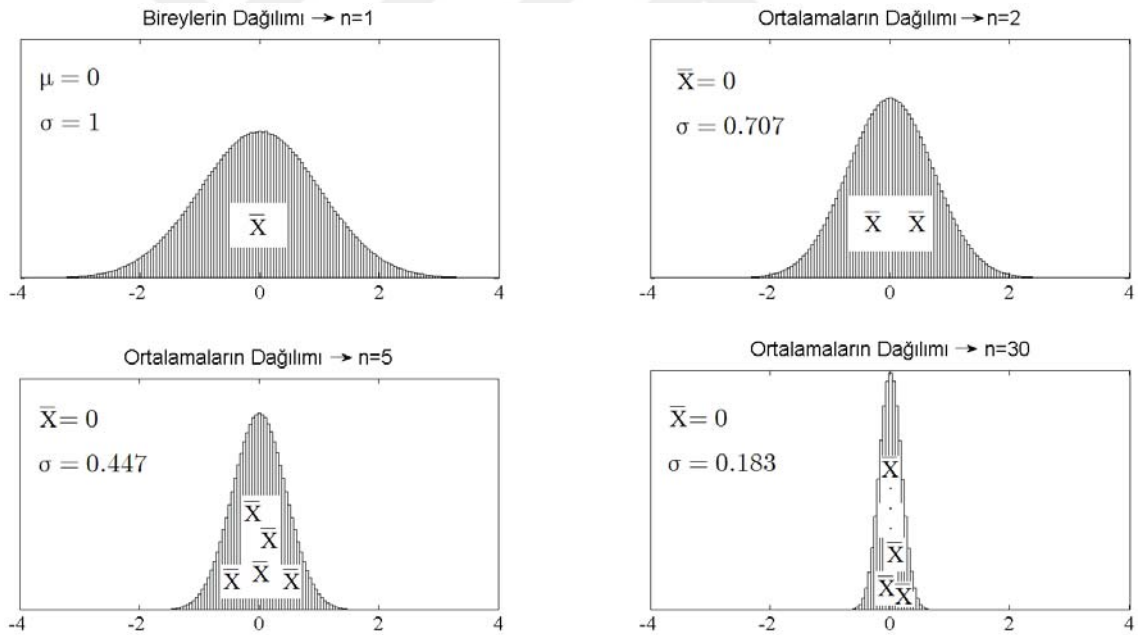 Bireylerin Dağılımı → n=1
μ = 0
σ = 1
X̅
-4 -2 0 2 4
Ortalamaların Dağılımı → n=2
X̅= 0
σ = 0.707
X̅ X̅
-4 -2 0 2 4
Ortalamaların Dağılımı → n=5
X̅= 0
σ = 0.447
X̅
X̅
X̅ X̅ X̅
-4 -2 0 2 4
Ortalamaların Dağılımı → n=30
X̅= 0
σ = 0.183
X̅
X̅
X̅ X̅
-4 -2 0 2 4